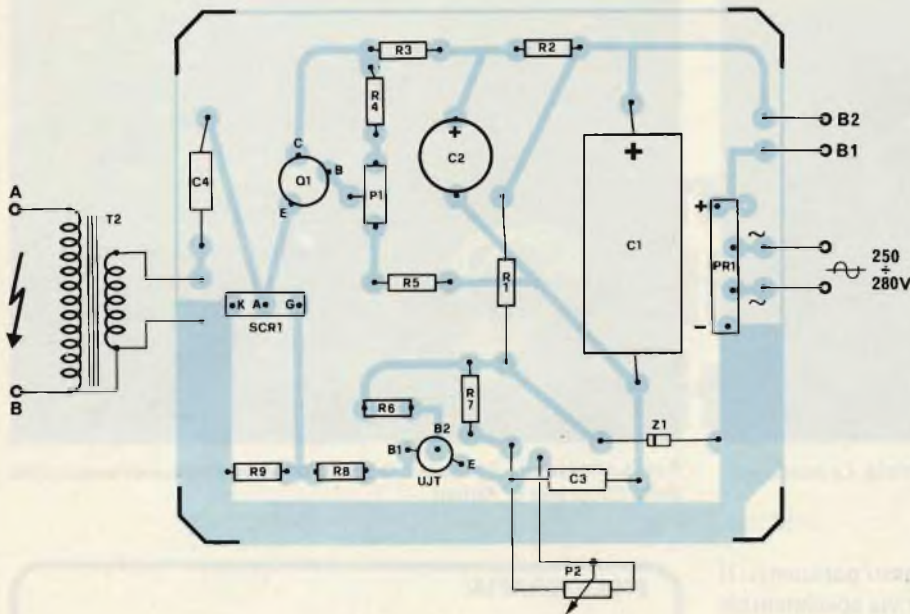 R3
R2
R4
C2
+
C1
+
B2
B1
C4
C
B
E
Q1
P1
A
T2
+
~
PR1
~
-
250
÷
280V
R5
R1
K A G
SCR1
B
R6
R7
B2
B1
E
UJT
Z1
R9
R8
C3
P2